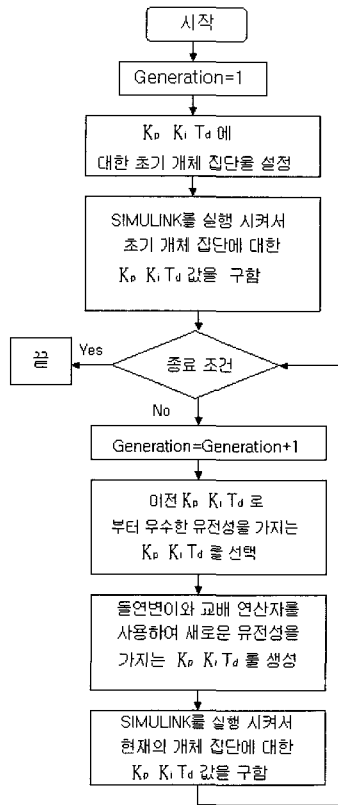 시작
Generation=1
Kp Ki Td 에
대한 초기 개체 집단을 설정
SIMULINK를 실행 시켜서
초기 개체 집단에 대한
Kp Ki Td 값을 구함
종료 조건
Yes
끝
No
Generation=Generation+1
이전 Kp Ki Td 로
부터 우수한 유전성을 가지는
Kp Ki Td 를 선택
돌연변이와 교배 연산자를
사용하여 새로운 유전성을
가지는 Kp Ki Td 를 생성
SIMULINK를 실행 시켜서
현재의 개체 집단에 대한
Kp Ki Td 값을 구함